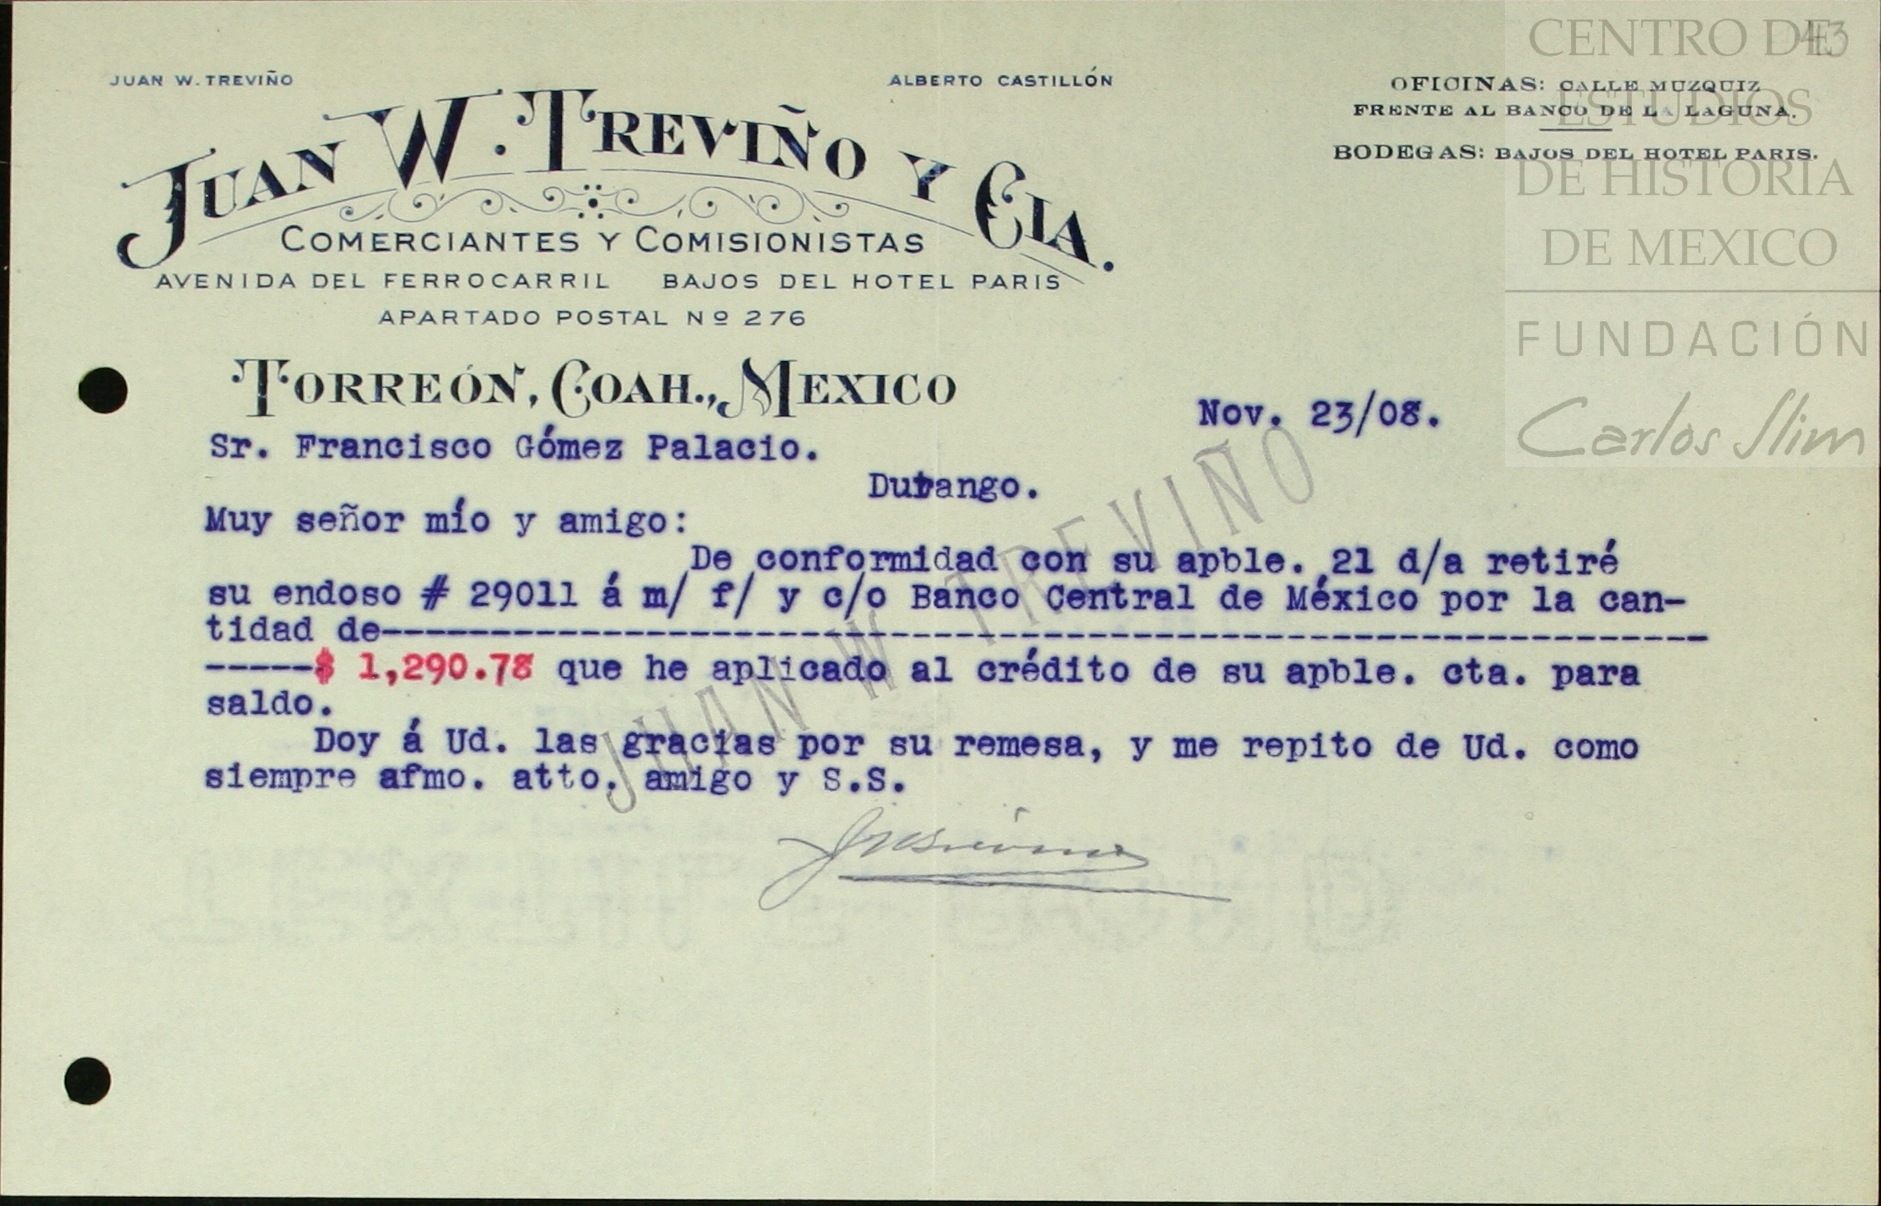 43
JUAN W. TREVIÑO
ALBERTO CASTILLÓN
JUAN W. TREVIÑO Y CIA.
COMERCIANTES Y COMISIONISTAS
AVENIDA DEL FERROCARRIL BAJOS DEL HOTEL PARIS
APARTADO POSTAL Nº 276
TORREÓN, COAH., MEXICO
OFICINAS: CALLE MUZQUIZ
FRENTE AL BANCO DE LA LAGUNA.
BODEGAS: BAJOS DEL HOTEL PARIS.
CENTRO DE
ESTUDIOS
DE HISTORIA
DE MEXICO
FUNDACIÓN
Carlos Slim
Nov. 23/08.
Sr. Francisco Gómez Palacio.
Durango.
Muy señor mío y amigo:
De conformidad con su apble. 21 d/a retiré
su endoso # 29011 á m/ f/ y c/o Banco Central de México por la can-
tidad de--------------------------------------------------------------
-----$ 1,290.78 que he aplicado al crédito de su apble. cta. para
saldo.
Doy á Ud. las gracias por su remesa, y me repito de Ud. como
siempre afmo. atto. amigo y S.S.
JUAN W TREVIÑO